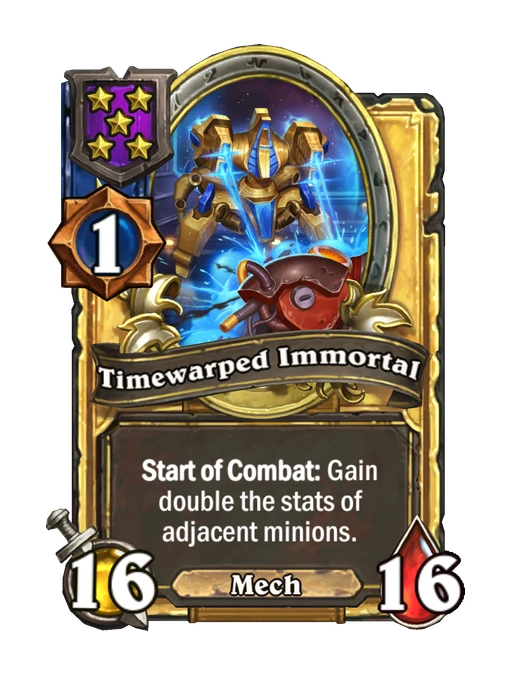 1
Timewarped Immortal
Start of Combat: Gain
double the stats of
adjacent minions.
16
Mech
16